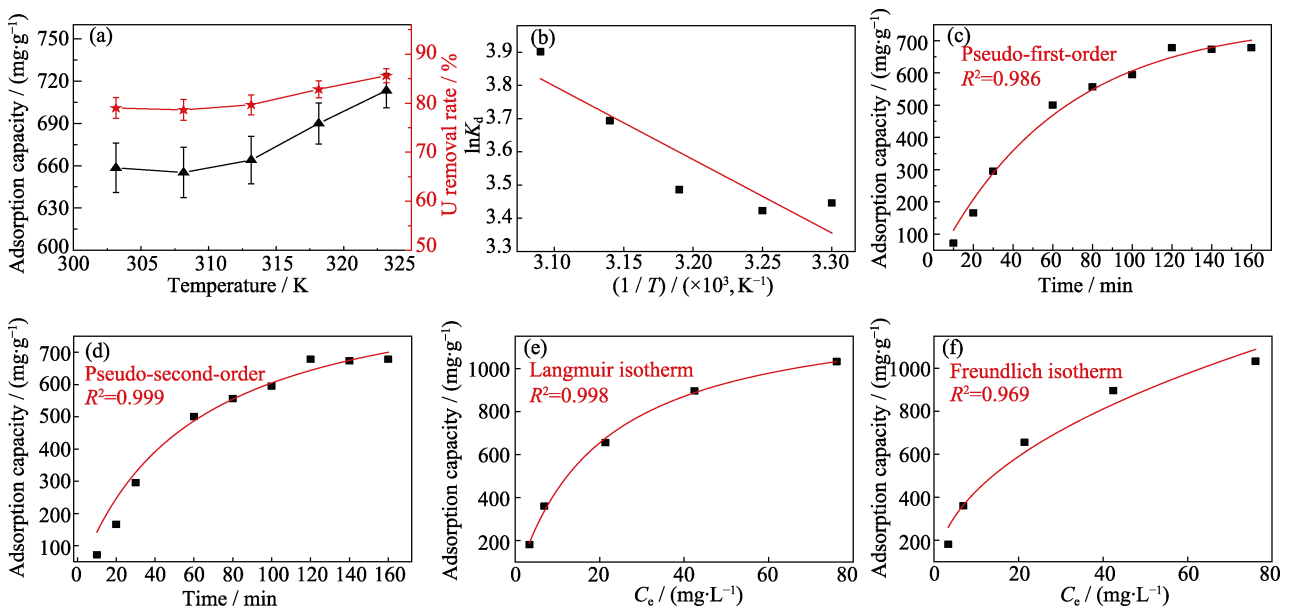 (a)
Adsorption capacity / (mg·g⁻¹)
750
720
690
660
630
600
90
80
70
60
50
U removal rate / %
300 305 310 315 320 325
Temperature / K
(b)
lnK_d
3.9
3.8
3.7
3.6
3.5
3.4
3.3
3.10 3.15 3.20 3.25 3.30
(1 / T) / (×10³, K⁻¹)
(c)
Pseudo-first-order
R²=0.986
Adsorption capacity / (mg·g⁻¹)
700
600
500
400
300
200
100
0 20 40 60 80 100 120 140 160
Time / min
(d)
Pseudo-second-order
R²=0.999
Adsorption capacity / (mg·g⁻¹)
700
600
500
400
300
200
100
0 20 40 60 80 100 120 140 160
Time / min
(e)
Langmuir isotherm
R²=0.998
Adsorption capacity / (mg·g⁻¹)
1000
800
600
400
200
0 20 40 60 80
Cₑ / (mg·L⁻¹)
(f)
Freundlich isotherm
R²=0.969
Adsorption capacity / (mg·g⁻¹)
1000
800
600
400
200
0 20 40 60 80
Cₑ / (mg·L⁻¹)